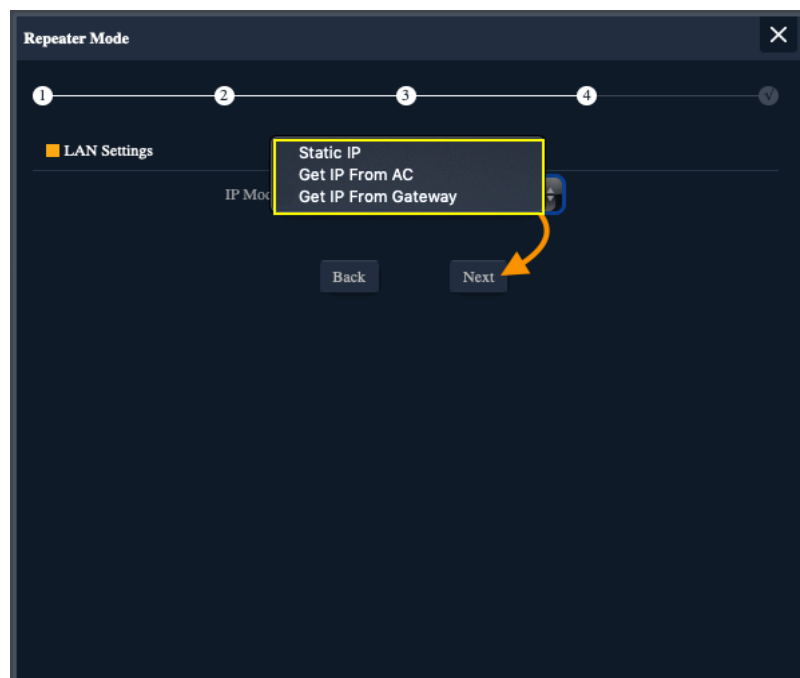 Repeater Mode
1 2 3 4
LAN Settings
Static IP
Get IP From AC
IP Mo
Get IP From Gateway
Back Next